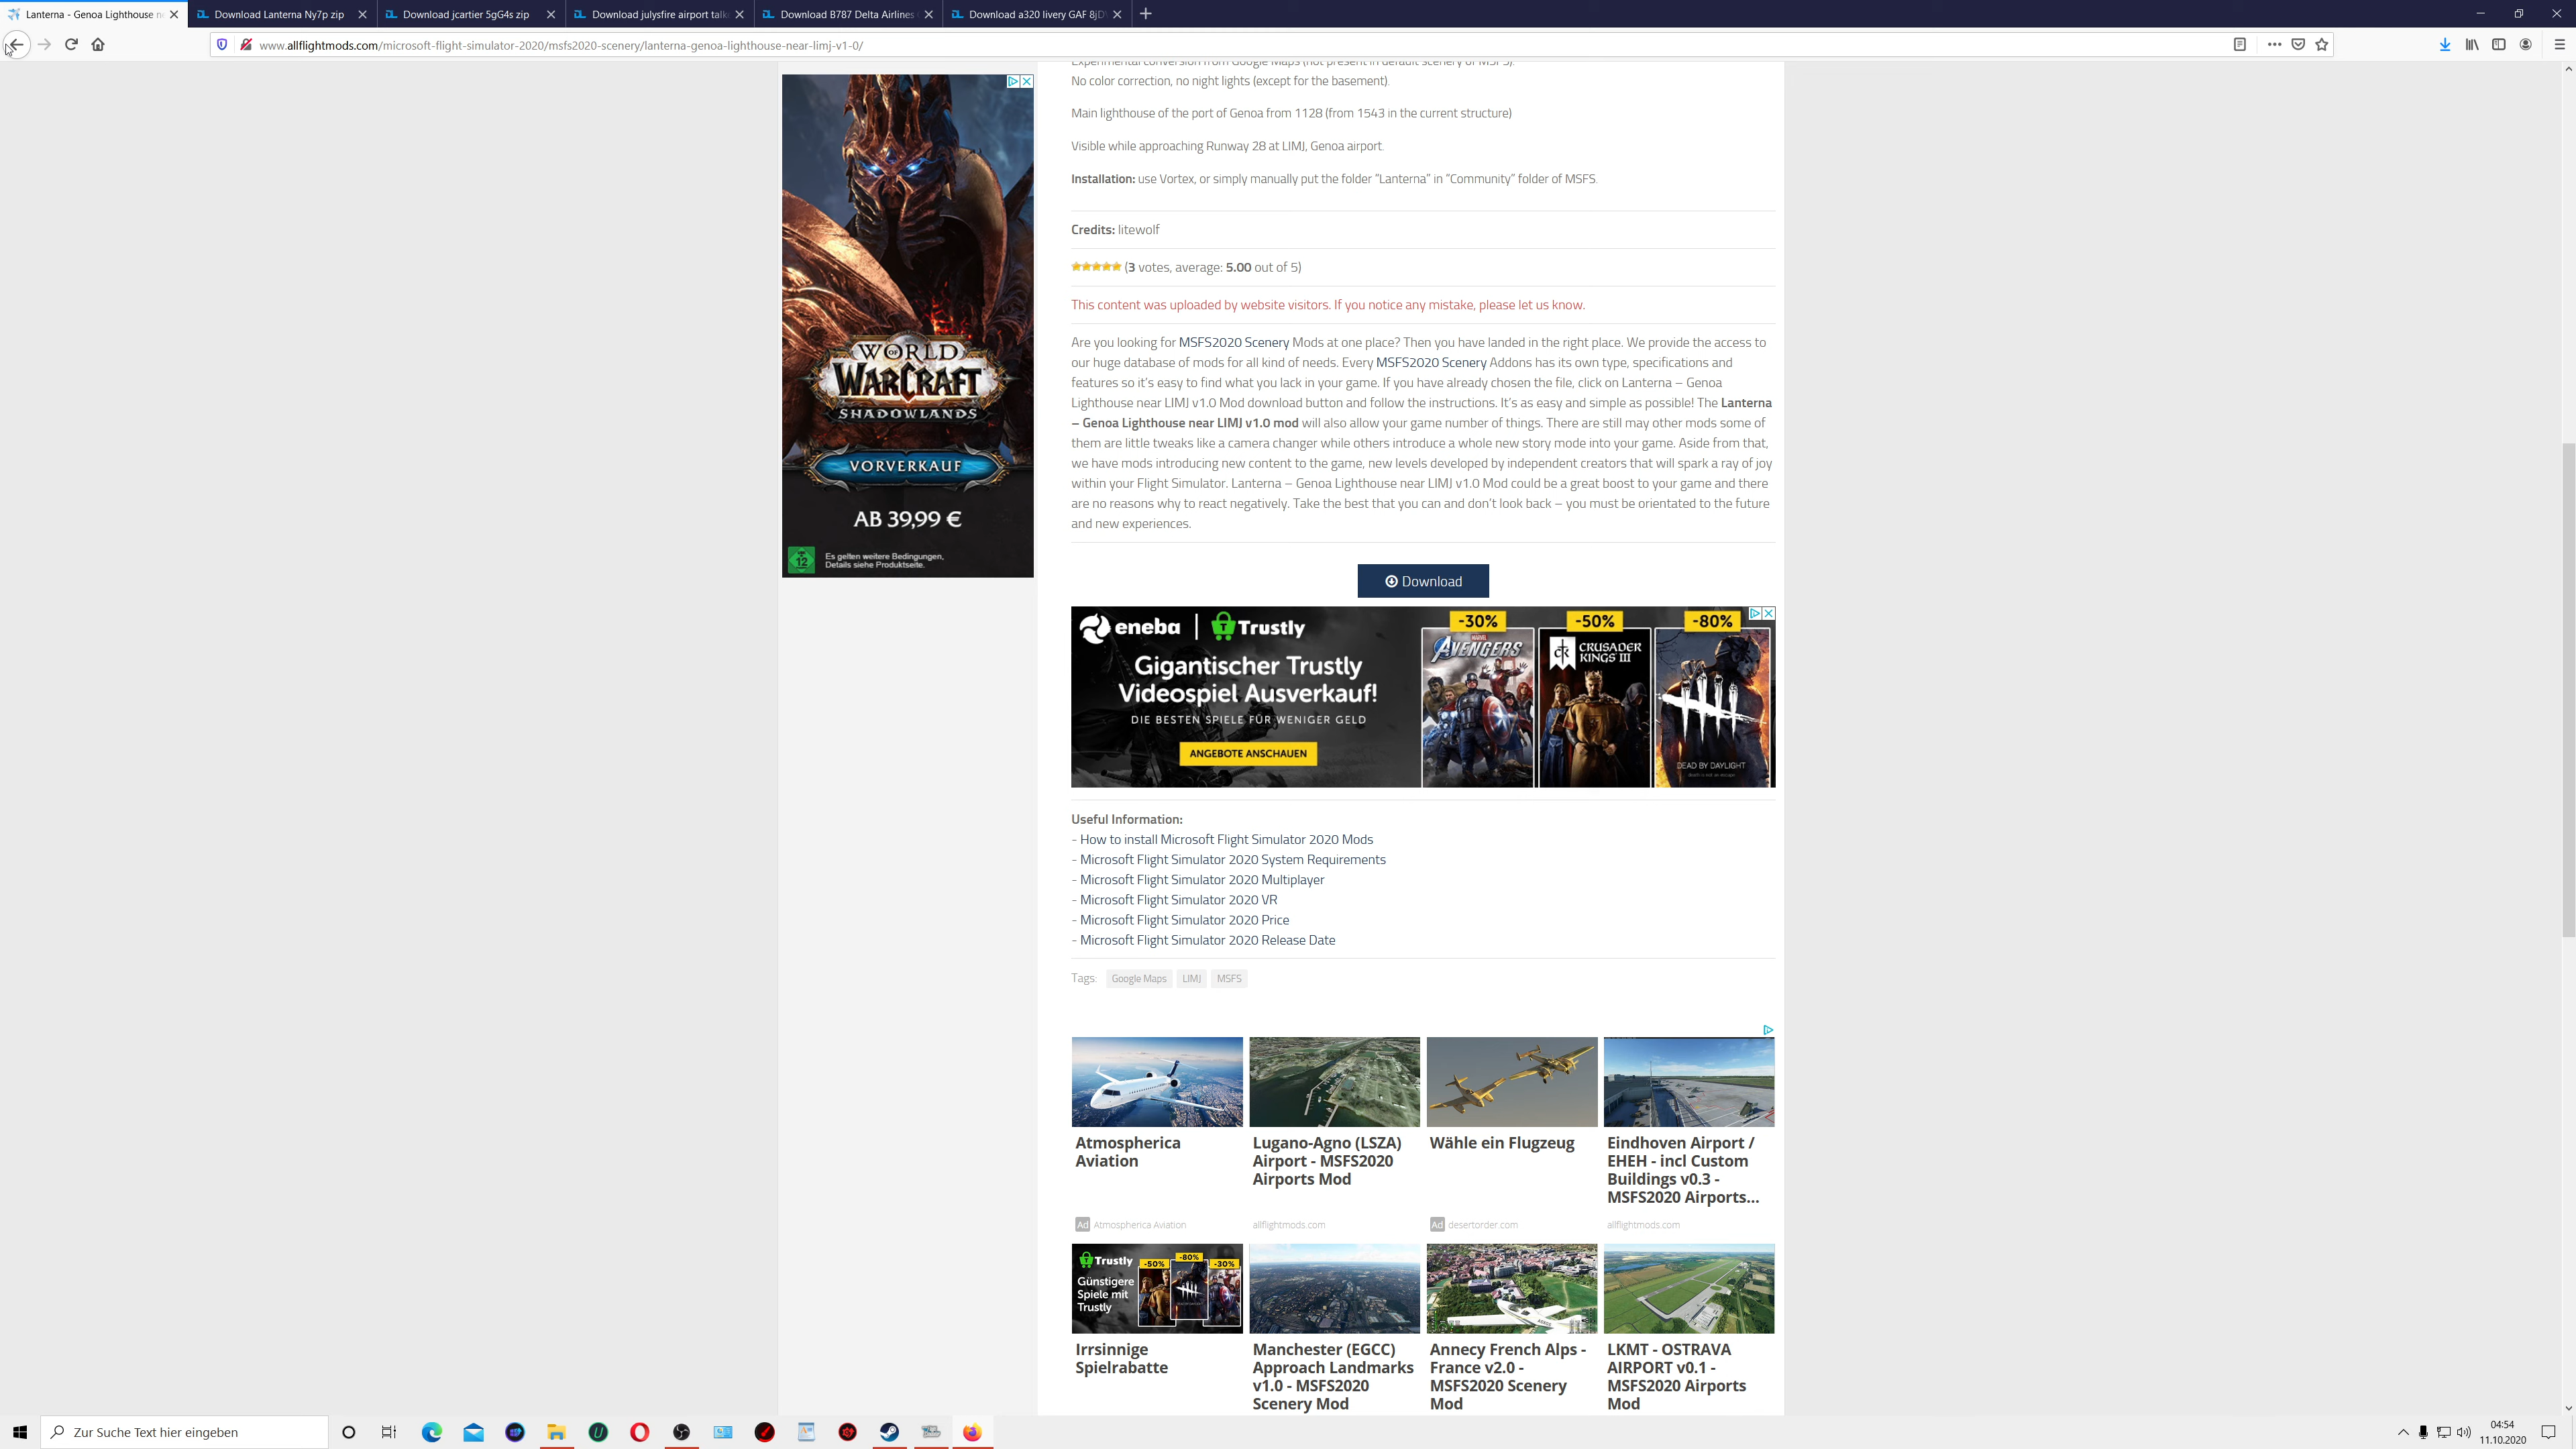 Lanterna - Genoa Lighthouse ne
Download Lanterna Ny7p zip
Download jcartier 5gG4s zip
Download julysfire airport talk
Download B787 Delta Airlines
Download a320 livery GAF 8jD
www.allflightmods.com/microsoft-flight-simulator-2020/msfs2020-scenery/lanterna-genoa-lighthouse-near-limj-v1-0/
Experimental conversion from Google Maps (not present in default scenery of MSFS).
No color correction, no night lights (except for the basement).
Main lighthouse of the port of Genoa from 1128 (from 1543 in the current structure)
Visible while approaching Runway 28 at LIMJ, Genoa airport.
Installation: use Vortex, or simply manually put the folder “Lanterna” in “Community” folder of MSFS.
Credits: litewolf
(3 votes, average: 5.00 out of 5)
This content was uploaded by website visitors. If you notice any mistake, please let us know.
Are you looking for MSFS2020 Scenery Mods at one place? Then you have landed in the right place. We provide the access to
our huge database of mods for all kind of needs. Every MSFS2020 Scenery Addons has its own type, specifications and
features so it's easy to find what you lack in your game. If you have already chosen the file, click on Lanterna – Genoa
Lighthouse near LIMJ v1.0 Mod download button and follow the instructions. It's as easy and simple as possible! The Lanterna
– Genoa Lighthouse near LIMJ v1.0 mod will also allow your game number of things. There are still may other mods some of
them are little tweaks like a camera changer while others introduce a whole new story mode into your game. Aside from that,
we have mods introducing new content to the game, new levels developed by independent creators that will spark a ray of joy
within your Flight Simulator. Lanterna – Genoa Lighthouse near LIMJ v1.0 Mod could be a great boost to your game and there
are no reasons why to react negatively. Take the best that you can and don't look back – you must be orientated to the future
and new experiences.
WORLD
OF
WARCRAFT
SHADOWLANDS
VORVERKAUF
AB 39,99 €
12
Es gelten weitere Bedingungen,
Details siehe Produktseite.
Download
eneba | Trustly
Gigantischer Trustly
Videospiel Ausverkauf!
DIE BESTEN SPIELE FÜR WENIGER GELD
ANGEBOTE ANSCHAUEN
-30%
-50%
-80%
MARVEL
AVENGERS
CRUSADER
KINGS III
DEAD BY DAYLIGHT
Useful Information:
- How to install Microsoft Flight Simulator 2020 Mods
- Microsoft Flight Simulator 2020 System Requirements
- Microsoft Flight Simulator 2020 Multiplayer
- Microsoft Flight Simulator 2020 VR
- Microsoft Flight Simulator 2020 Price
- Microsoft Flight Simulator 2020 Release Date
Tags: Google Maps LIMJ MSFS
Atmospherica
Aviation
Ad Atmospherica Aviation
Lugano-Agno (LSZA)
Airport - MSFS2020
Airports Mod
allflightmods.com
Wähle ein Flugzeug
Ad desertorder.com
Eindhoven Airport /
EHEH - incl Custom
Buildings v0.3 -
MSFS2020 Airports...
allflightmods.com
Trustly
Günstigere
Spiele mit
Trustly
-50%
-80%
-30%
Irrsinnige
Spielrabatte
Manchester (EGCC)
Approach Landmarks
v1.0 - MSFS2020
Scenery Mod
Annecy French Alps -
France v2.0 -
MSFS2020 Scenery
Mod
LKMT - OSTRAVA
AIRPORT v0.1 -
MSFS2020 Airports
Mod
Zur Suche Text hier eingeben
04:54
11.10.2020